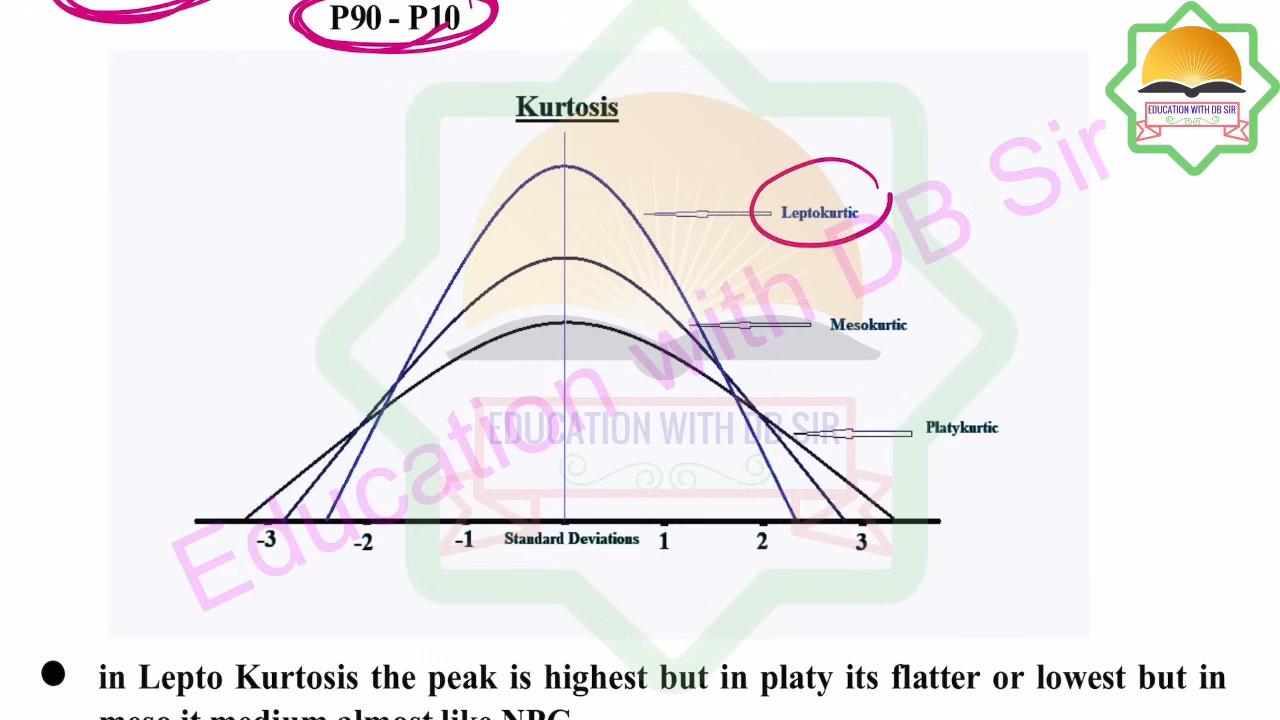 P90 - P10
EDUCATION WITH DB SIR
Kurtosis
Leptokurtic
Mesokurtic
Platykurtic
Education with DB Sir
EDUCATION WITH DB SIR
-3 -2 -1 Standard Deviations 1 2 3
in Lepto Kurtosis the peak is highest but in platy its flatter or lowest but in
meso it medium almost like NPC